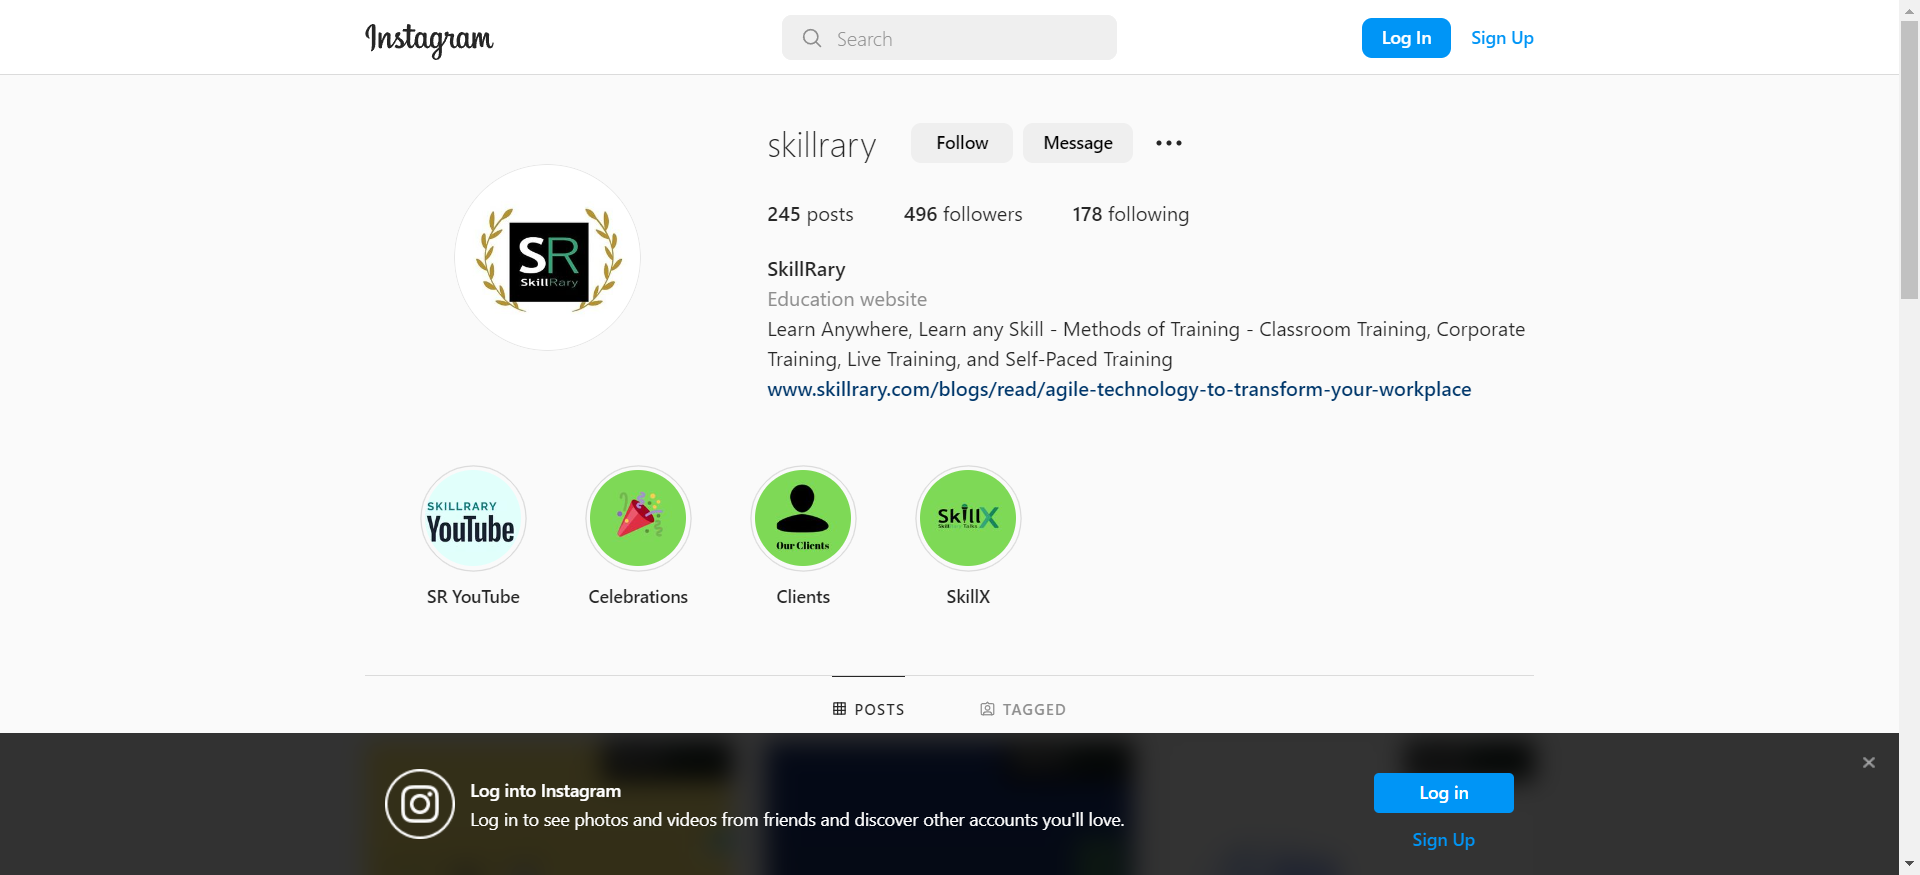 Instagram
Search
Log In
Sign Up
skillrary
Follow
Message
245 posts
496 followers
178 following
SR
SkillRary
SkillRary
Education website
Learn Anywhere, Learn any Skill - Methods of Training - Classroom Training, Corporate
Training, Live Training, and Self-Paced Training
www.skillrary.com/blogs/read/agile-technology-to-transform-your-workplace
SKILLRARY
YouTube
Our Clients
SkillX
SR YouTube
Celebrations
Clients
SkillX
POSTS
TAGGED
Log into Instagram
Log in to see photos and videos from friends and discover other accounts you'll love.
Log in
Sign Up